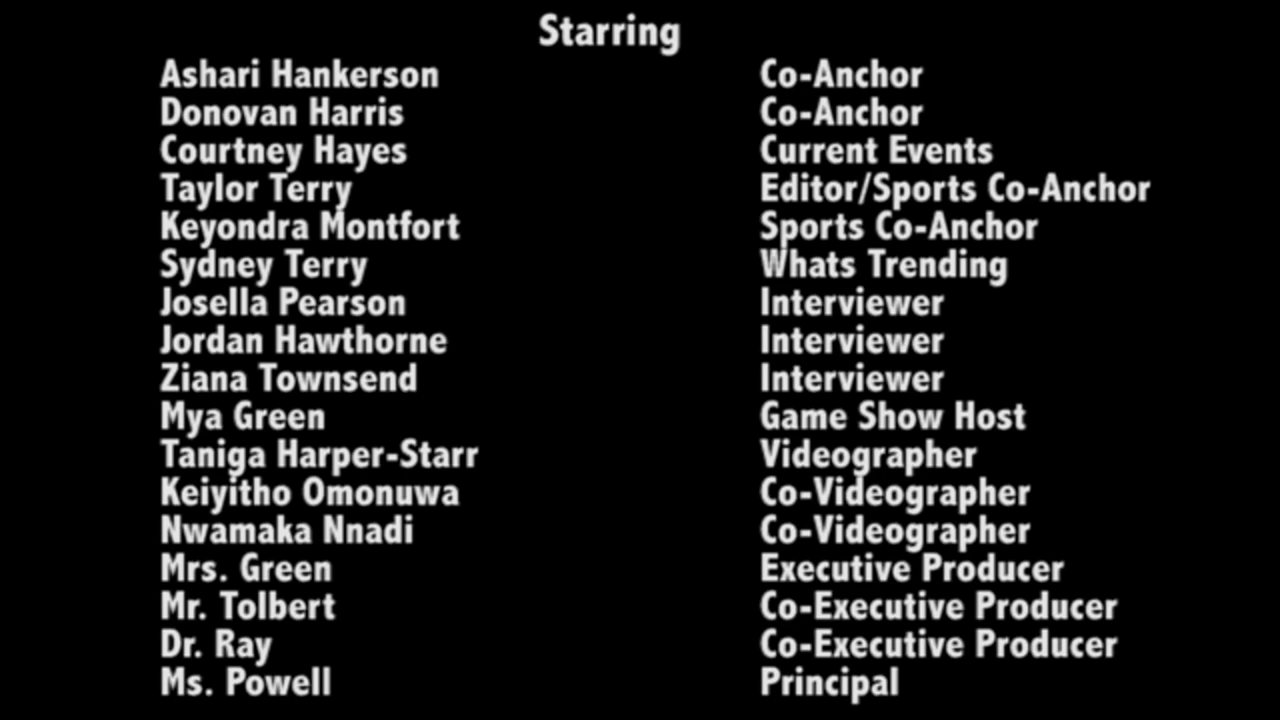 Starring
Ashari Hankerson Co-Anchor
Donovan Harris Co-Anchor
Courtney Hayes Current Events
Taylor Terry Editor/Sports Co-Anchor
Keyondra Montfort Sports Co-Anchor
Sydney Terry Whats Trending
Josella Pearson Interviewer
Jordan Hawthorne Interviewer
Ziana Townsend Interviewer
Mya Green Game Show Host
Taniga Harper-Starr Videographer
Keiyitho Omonuwa Co-Videographer
Nwamaka Nnadi Co-Videographer
Mrs. Green Executive Producer
Mr. Tolbert Co-Executive Producer
Dr. Ray Co-Executive Producer
Ms. Powell Principal